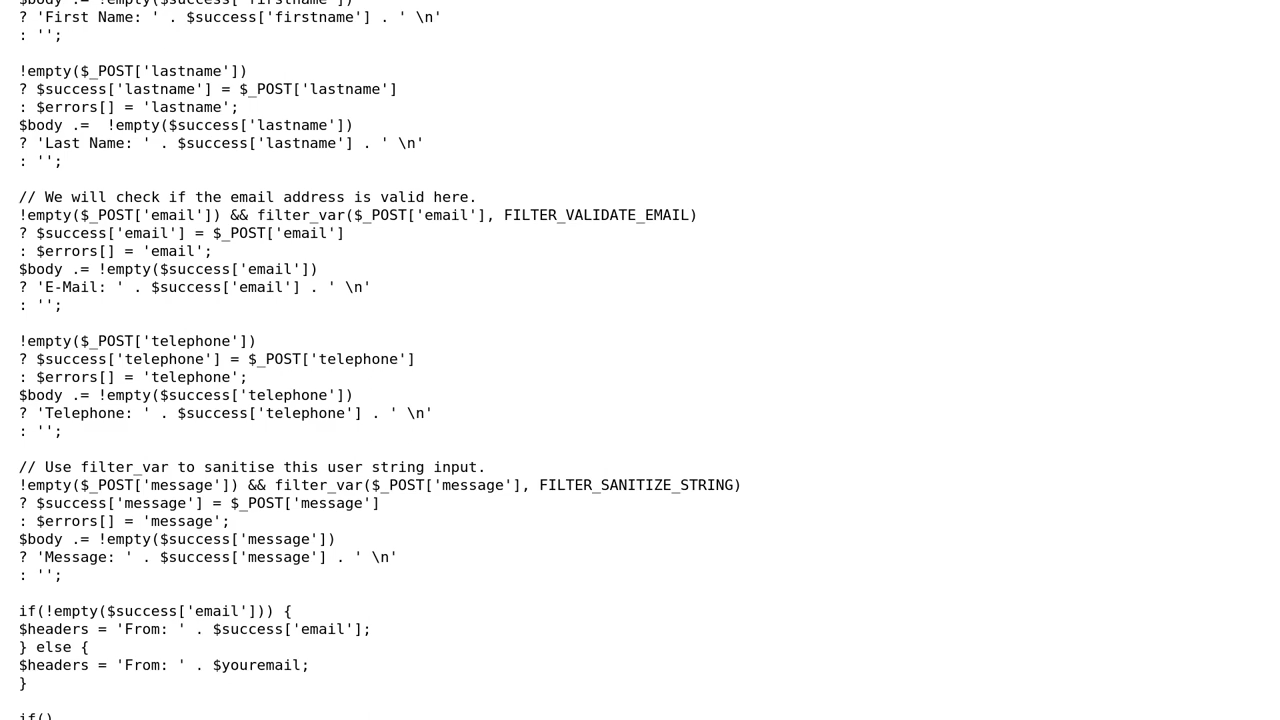 $body .= !empty($success['firstname'])
? 'First Name: ' . $success['firstname'] . ' \n'
: '';

!empty($_POST['lastname'])
? $success['lastname'] = $_POST['lastname']
: $errors[] = 'lastname';
$body .=  !empty($success['lastname'])
? 'Last Name: ' . $success['lastname'] . ' \n'
: '';

// We will check if the email address is valid here.
!empty($_POST['email']) && filter_var($_POST['email'], FILTER_VALIDATE_EMAIL)
? $success['email'] = $_POST['email']
: $errors[] = 'email';
$body .= !empty($success['email'])
? 'E-Mail: ' . $success['email'] . ' \n'
: '';

!empty($_POST['telephone'])
? $success['telephone'] = $_POST['telephone']
: $errors[] = 'telephone';
$body .= !empty($success['telephone'])
? 'Telephone: ' . $success['telephone'] . ' \n'
: '';

// Use filter_var to sanitise this user string input.
!empty($_POST['message']) && filter_var($_POST['message'], FILTER_SANITIZE_STRING)
? $success['message'] = $_POST['message']
: $errors[] = 'message';
$body .= !empty($success['message'])
? 'Message: ' . $success['message'] . ' \n'
: '';

if(!empty($success['email'])) {
$headers = 'From: ' . $success['email'];
} else {
$headers = 'From: ' . $youremail;
}

if()